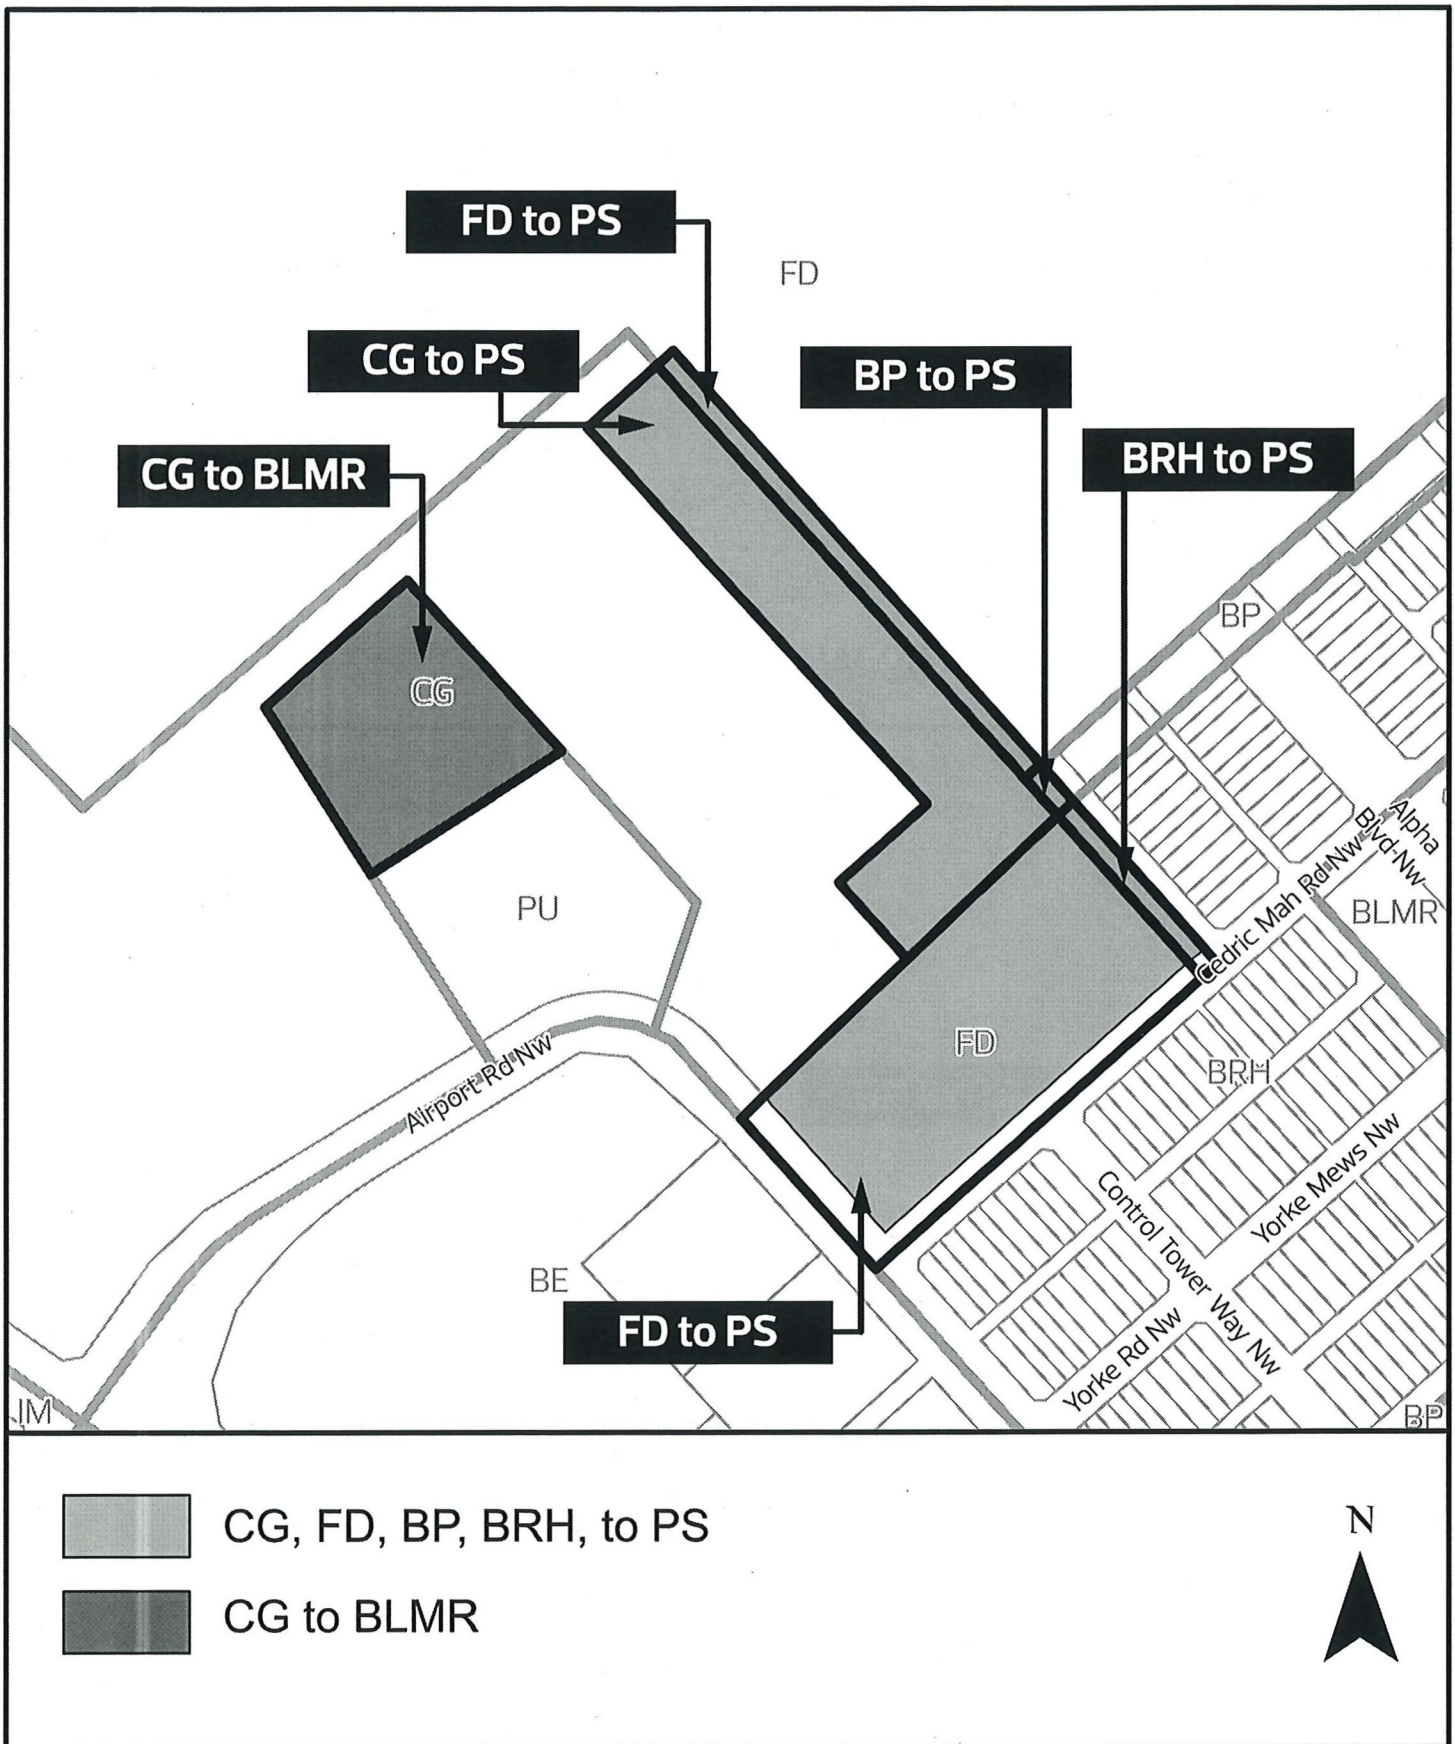 FD to PS
FD
CG to PS
BP to PS
BRH to PS
CG to BLMR
BP
CG
Alpha
Blvd Nw
Cedric Mah Rd Nw
BLMR
PU
FD
BRH
Airport Rd Nw
Yorke Mews Nw
Control Tower Way Nw
BE
FD to PS
Yorke Rd Nw
IM
BP
CG, FD, BP, BRH, to PS
CG to BLMR
N